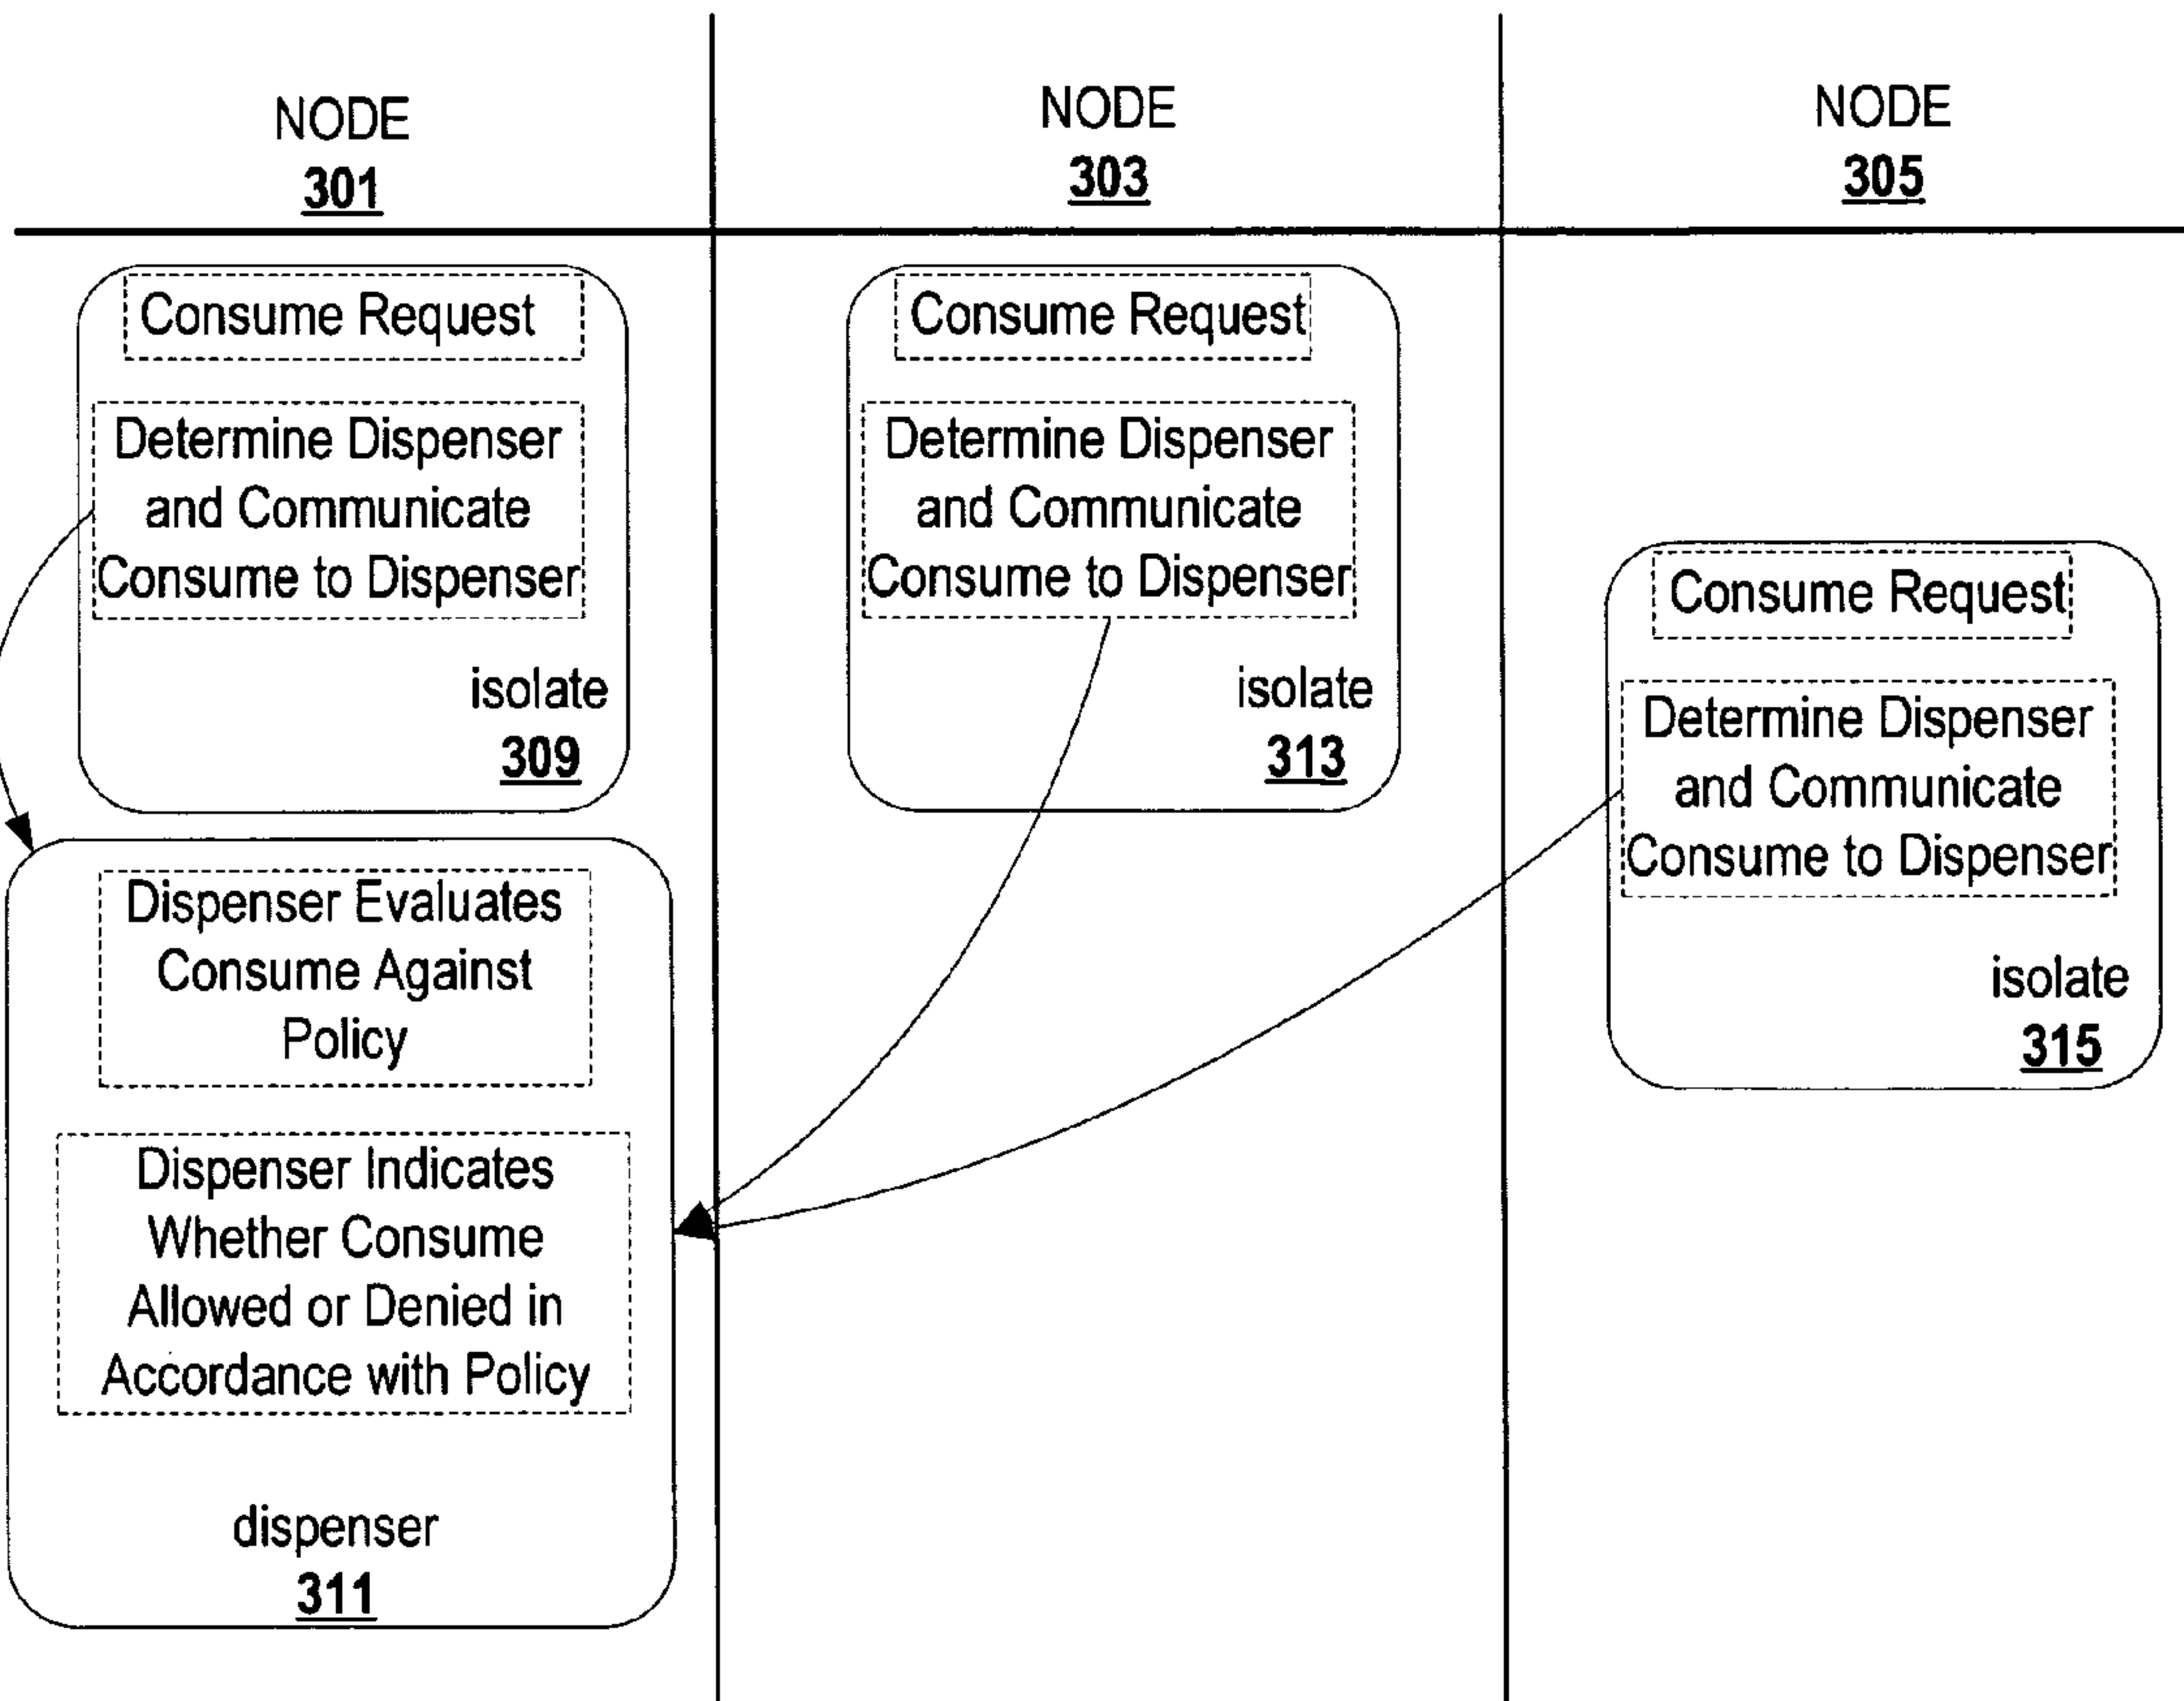 NODE
301
NODE
303
NODE
305
Consume Request
Determine Dispenser
and Communicate
Consume to Dispenser
isolate
309
Dispenser Evaluates
Consume Against
Policy
Dispenser Indicates
Whether Consume
Allowed or Denied in
Accordance with Policy
dispenser
311
Consume Request
Determine Dispenser
and Communicate
Consume to Dispenser
isolate
313
Consume Request
Determine Dispenser
and Communicate
Consume to Dispenser
isolate
315